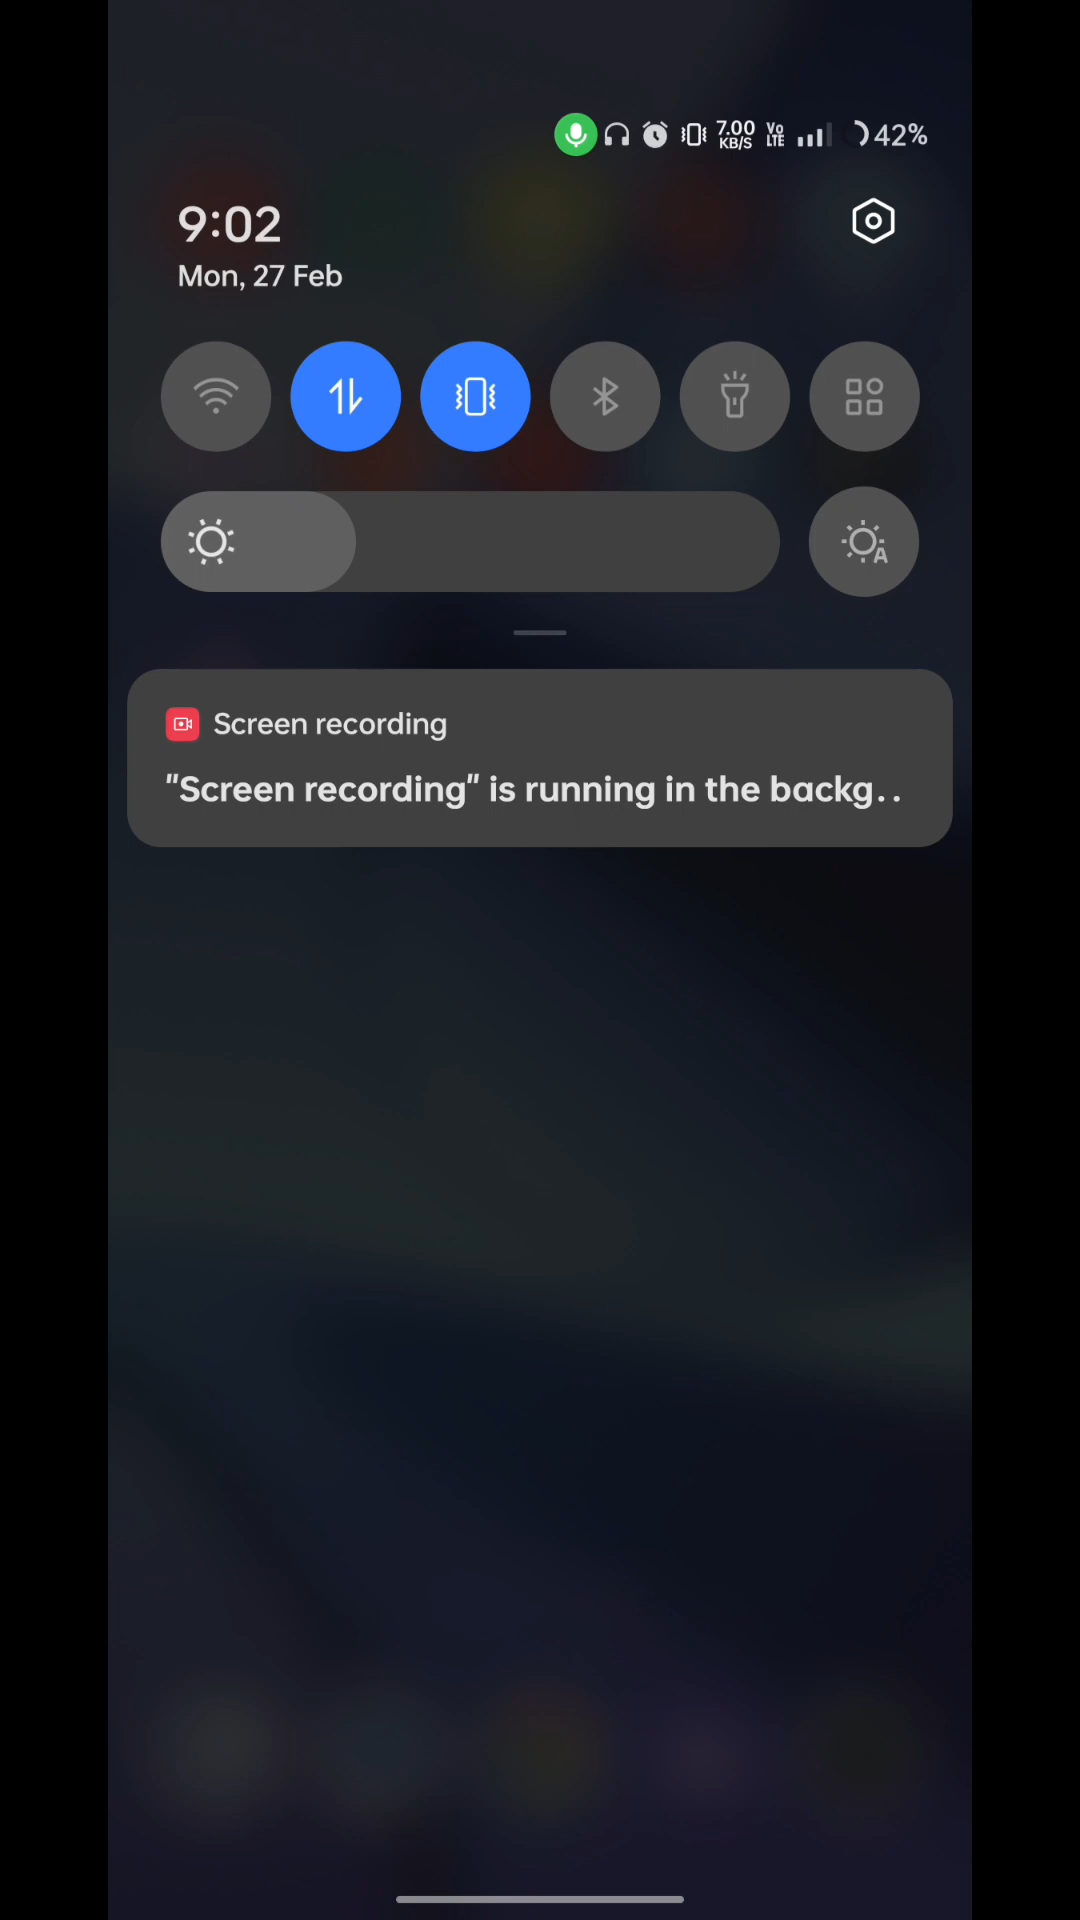 7.00
KB/S
Vo
LTE
42%
9:02
Mon, 27 Feb
A
Screen recording
"Screen recording" is running in the backg..